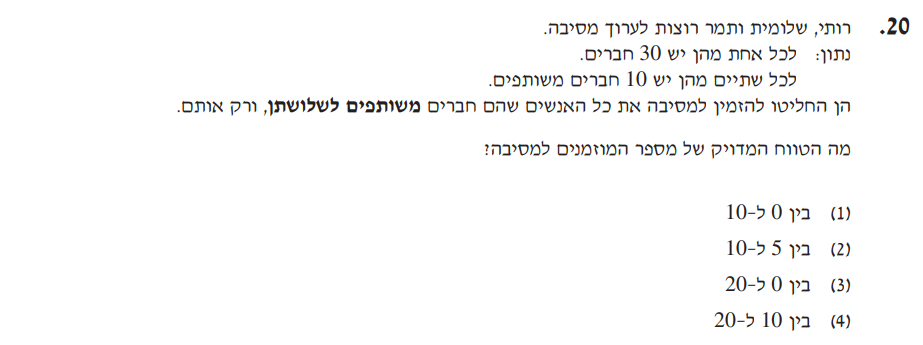 20. רותי, שלומית ותמר רוצות לערוך מסיבה.
נתון: לכל אחת מהן יש 30 חברים.
לכל שתיים מהן יש 10 חברים משותפים.
הן החליטו להזמין למסיבה את כל האנשים שהם חברים משותפים לשלושתן, ורק אותם.
מה הטווח המדויק של מספר המוזמנים למסיבה?
(1) בין 0 ל-10
(2) בין 5 ל-10
(3) בין 0 ל-20
(4) בין 10 ל-20